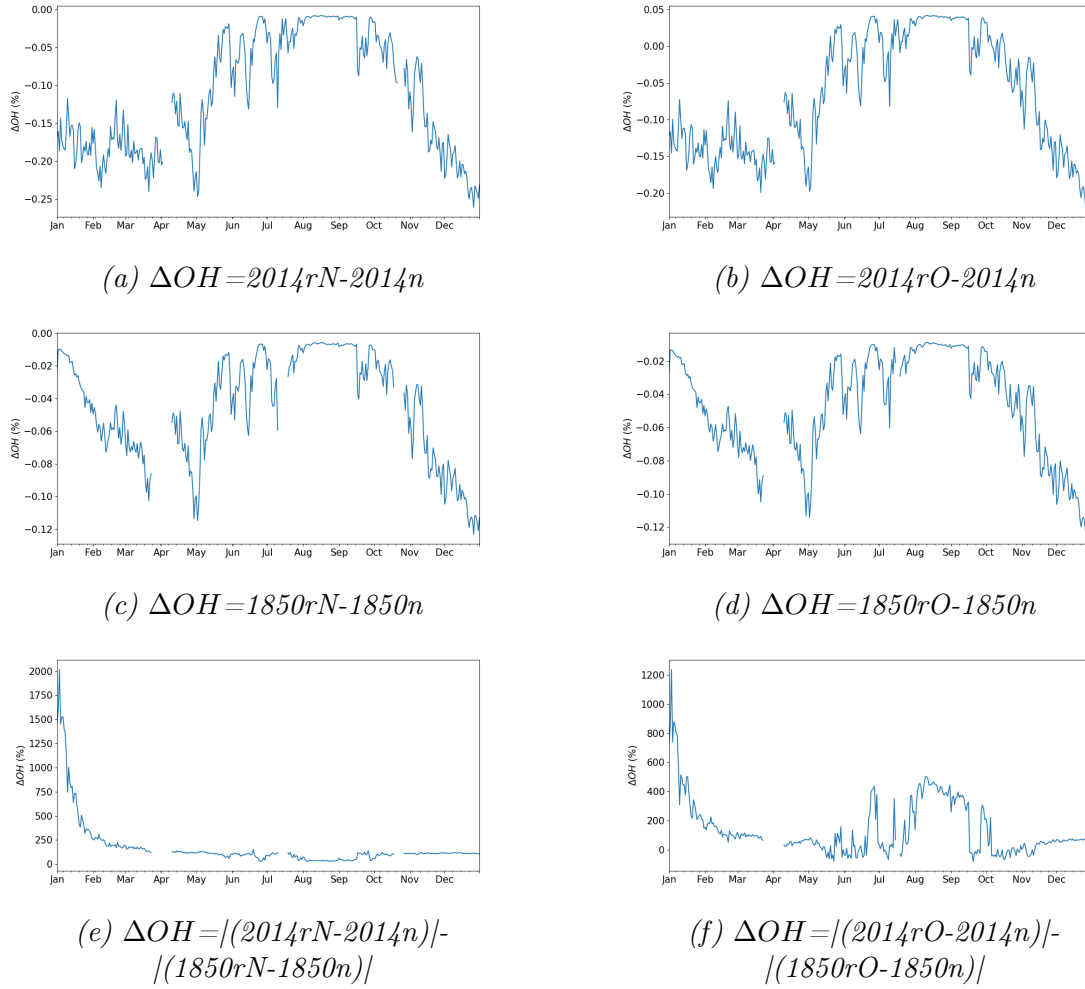 0.00
−0.05
−0.10
−0.15
−0.20
−0.25
ΔOH (%)
Jan Feb Mar Apr May Jun Jul Aug Sep Oct Nov Dec
(a) ΔOH=2014rN-2014n
0.05
0.00
−0.05
−0.10
−0.15
−0.20
ΔOH (%)
Jan Feb Mar Apr May Jun Jul Aug Sep Oct Nov Dec
(b) ΔOH=2014rO-2014n
0.00
−0.02
−0.04
−0.06
−0.08
−0.10
−0.12
ΔOH (%)
Jan Feb Mar Apr May Jun Jul Aug Sep Oct Nov Dec
(c) ΔOH=1850rN-1850n
−0.02
−0.04
−0.06
−0.08
−0.10
−0.12
ΔOH (%)
Jan Feb Mar Apr May Jun Jul Aug Sep Oct Nov Dec
(d) ΔOH=1850rO-1850n
2000
1750
1500
1250
1000
750
500
250
0
ΔOH (%)
Jan Feb Mar Apr May Jun Jul Aug Sep Oct Nov Dec
(e) ΔOH=|(2014rN-2014n)|-
|(1850rN-1850n)|
1200
1000
800
600
400
200
0
ΔOH (%)
Jan Feb Mar Apr May Jun Jul Aug Sep Oct Nov Dec
(f) ΔOH=|(2014rO-2014n)|-
|(1850rO-1850n)|